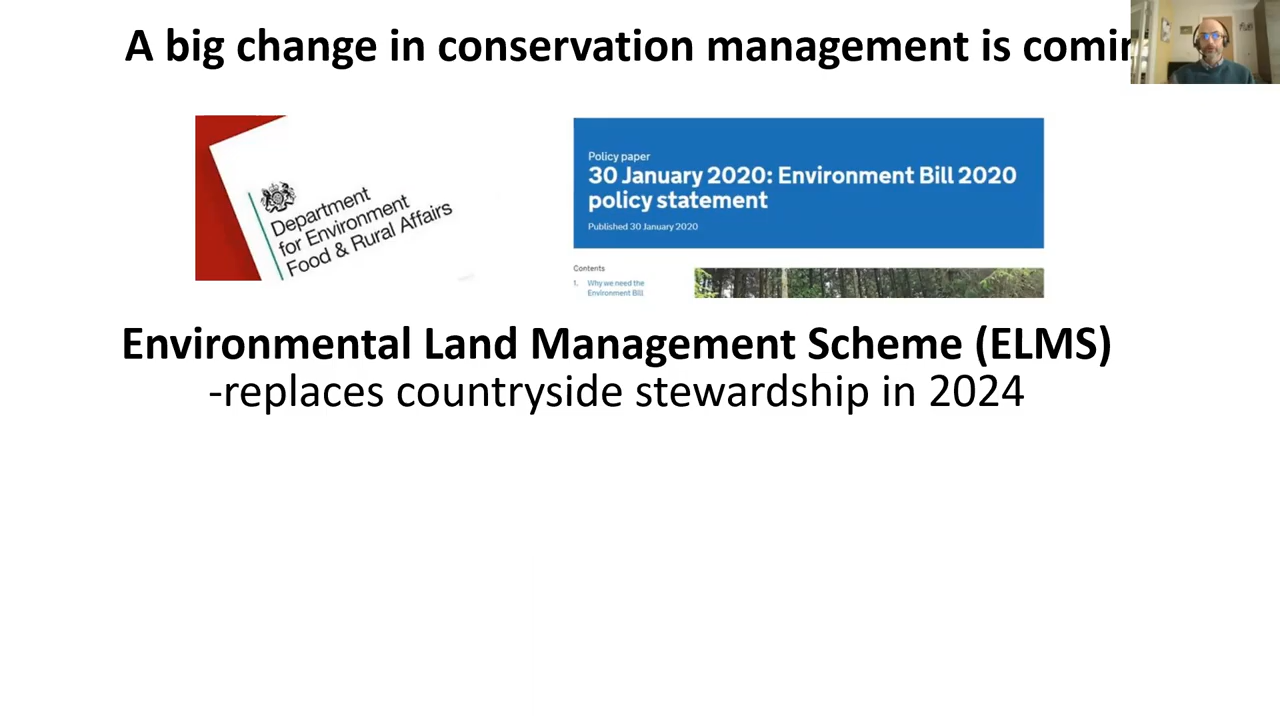 A big change in conservation management is comin
Department
for Environment
Food & Rural Affairs
Policy paper
30 January 2020: Environment Bill 2020
policy statement
Published 30 January 2020
Contents
1. Why we need the
Environment Bill
Environmental Land Management Scheme (ELMS)
-replaces countryside stewardship in 2024